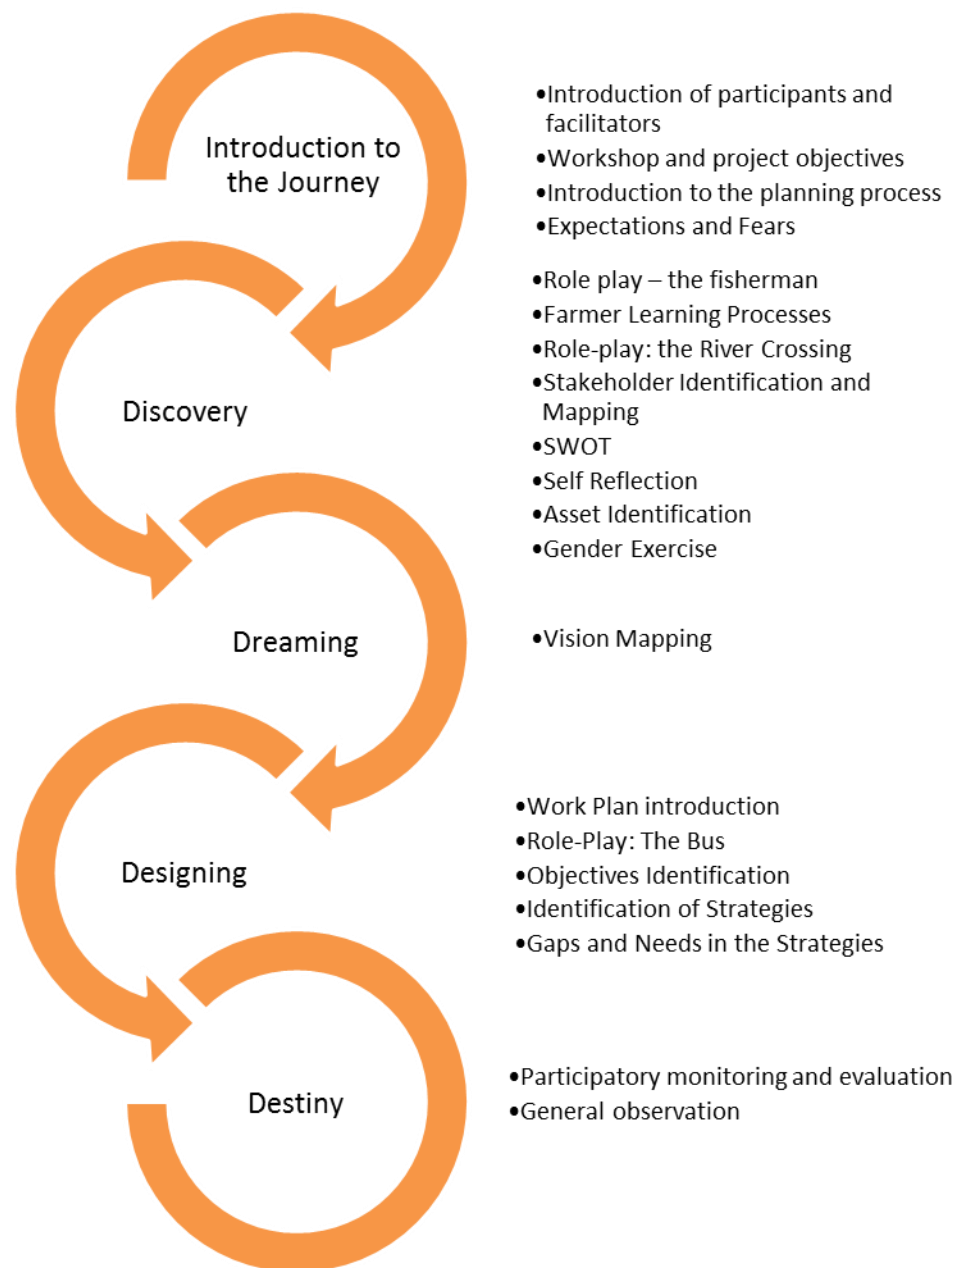 Introduction to
the Journey
•Introduction of participants and
facilitators
•Workshop and project objectives
•Introduction to the planning process
•Expectations and Fears
Discovery
•Role play – the fisherman
•Farmer Learning Processes
•Role-play: the River Crossing
•Stakeholder Identification and
Mapping
•SWOT
•Self Reflection
•Asset Identification
•Gender Exercise
Dreaming
•Vision Mapping
Designing
•Work Plan introduction
•Role-Play: The Bus
•Objectives Identification
•Identification of Strategies
•Gaps and Needs in the Strategies
Destiny
•Participatory monitoring and evaluation
•General observation